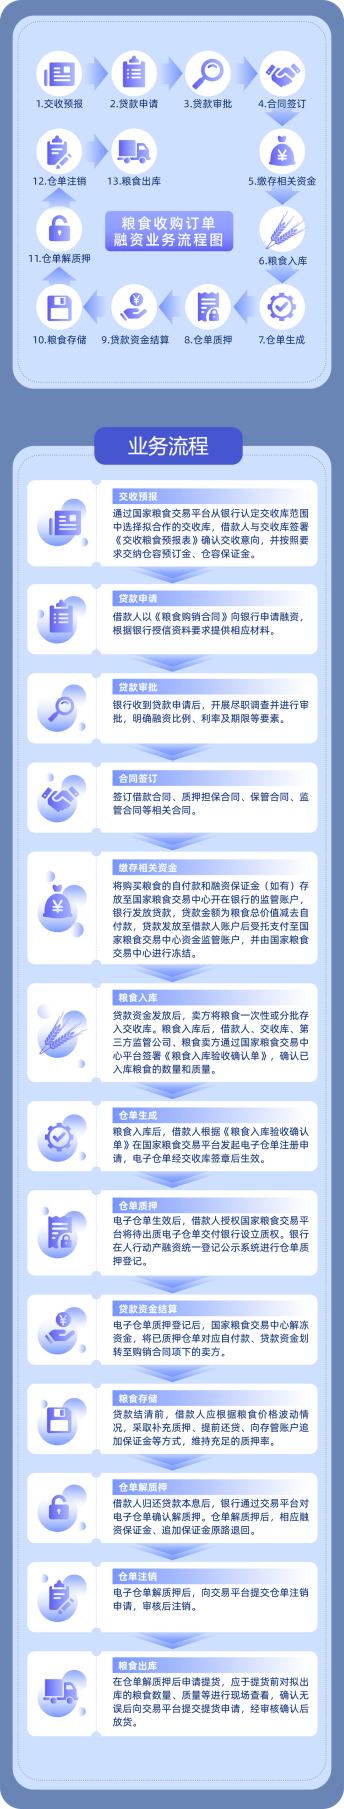 1.交收预报
2.贷款申请
3.贷款审批
4.合同签订
12.仓单注销
13.粮食出库
5.缴存相关资金
粮食收购订单
融资业务流程图
11.仓单解质押
6.粮食入库
10.粮食存储
9.贷款资金结算
8.仓单质押
7.仓单生成
业务流程
交收预报
通过国家粮食交易平台从银行认定交收库范围
中选择拟合作的交收库，借款人与交收库签署
《交收粮食预报表》确认交收意向，并按照要
求交纳仓容预订金、仓容保证金。
贷款申请
借款人以《粮食购销合同》向银行申请融资，
根据银行授信资料要求提供相应材料。
贷款审批
银行收到贷款申请后，开展尽职调查并进行审
批，明确融资比例、利率及期限等要素。
合同签订
签订借款合同、质押担保合同、保管合同、监
管合同等相关合同。
缴存相关资金
将购买粮食的自付款和融资保证金（如有）存
放至国家粮食交易中心开在银行的监管账户，
银行发放贷款，贷款金额为粮食总价值减去自
付款，贷款发放至借款人账户后受托支付至国
家粮食交易中心资金监管账户，并由国家粮食
交易中心进行冻结。
粮食入库
贷款资金发放后，卖方将粮食一次性或分批存
入交收库。粮食入库后，借款人、交收库、第
三方监管公司、粮食卖方通过国家粮食交易中
心平台签署《粮食入库验收确认单》，确认已
入库粮食的数量和质量。
仓单生成
粮食入库后，借款人根据《粮食入库验收确认
单》在国家粮食交易平台发起电子仓单注册申
请，电子仓单经交收库签章后生效。
仓单质押
电子仓单生效后，借款人授权国家粮食交易平
台将待出质电子仓单交付银行设立质权。银行
在人行动产融资统一登记公示系统进行仓单质
押登记。
贷款资金结算
电子仓单质押登记后，国家粮食交易中心解冻
资金，将已质押仓单对应自付款、贷款资金划
转至购销合同项下的卖方。
粮食存储
贷款结清前，借款人应根据粮食价格波动情
况，采取补充质押、提前还贷、向存管账户追
加保证金等方式，维持充足的质押率。
仓单解质押
借款人归还贷款本息后，银行通过交易平台对
电子仓单确认解质押。仓单解质押后，相应融
资保证金、追加保证金原路退回。
仓单注销
电子仓单解质押后，向交易平台提交仓单注销
申请，审核后注销。
粮食出库
在仓单解质押后申请提货，应于提货前对拟出
库的粮食数量、质量等进行现场查看，确认无
误后向交易平台提交提货申请，经审核确认后
放货。